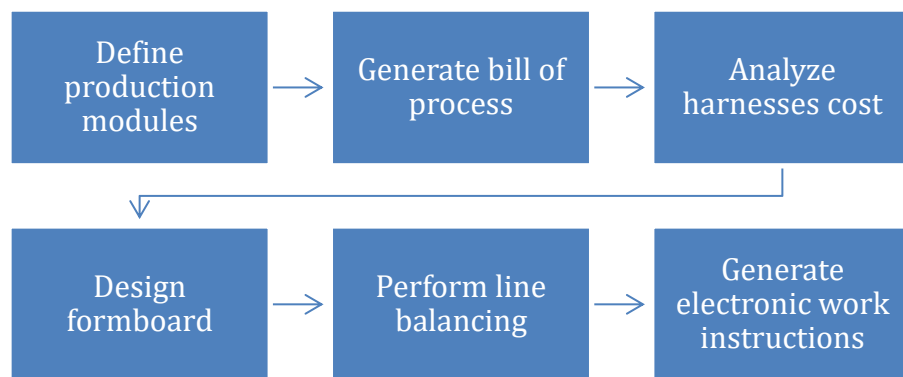 Define
production
modules
Generate bill of
process
Analyze
harnesses cost
Design
formboard
Perform line
balancing
Generate
electronic work
instructions